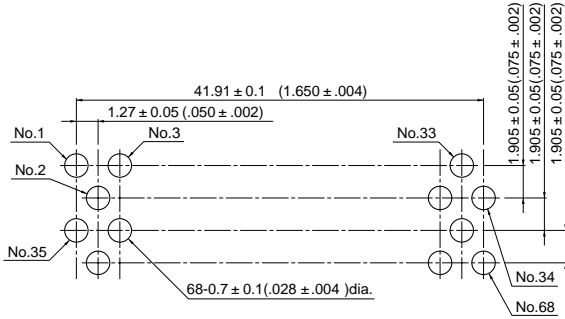 1.905 ± 0.05(.075 ± .002)
1.905 ± 0.05(.075 ± .002)
1.905 ± 0.05(.075 ± .002)
41.91 ± 0.1 (1.650 ± .004)
1.27 ± 0.05 (.050 ± .002)
No.1
No.3
No.33
No.2
No.35
No.34
68-0.7 ± 0.1(.028 ± .004 )dia.
No.68